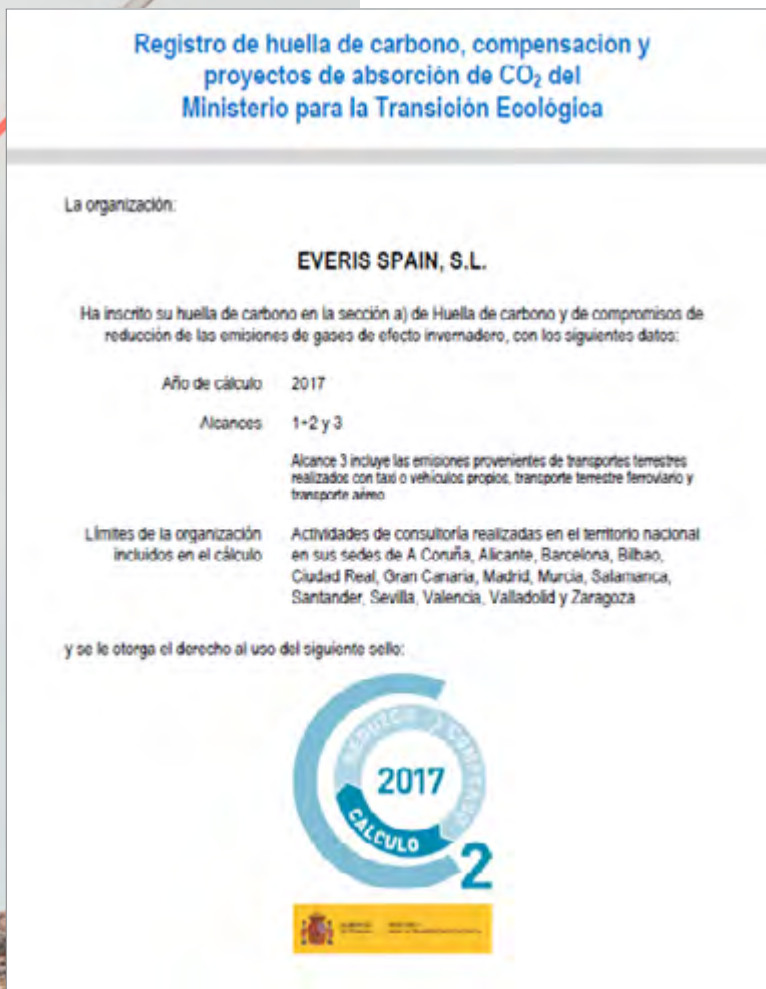 Registro de huella de carbono, compensación y
proyectos de absorción de CO₂ del
Ministerio para la Transición Ecológica
La organización:
EVERIS SPAIN, S.L.
Ha inscrito su huella de carbono en la sección a) de Huella de carbono y de compromisos de
reducción de las emisiones de gases de efecto invernadero, con los siguientes datos:
Año de cálculo 2017
Alcances 1+2 y 3
Alcance 3 incluye las emisiones provenientes de transportes terrestres
realizados con taxi o vehículos propios, transporte terrestre ferroviario y
transporte aéreo
Límites de la organización
incluidos en el cálculo
Actividades de consultoría realizadas en el territorio nacional
en sus sedes de A Coruña, Alicante, Barcelona, Bilbao,
Ciudad Real, Gran Canaria, Madrid, Murcia, Salamanca,
Santander, Sevilla, Valencia, Valladolid y Zaragoza
y se le otorga el derecho al uso del siguiente sello:
REDUZCO
COMPENSO
2017
CALCULO
2